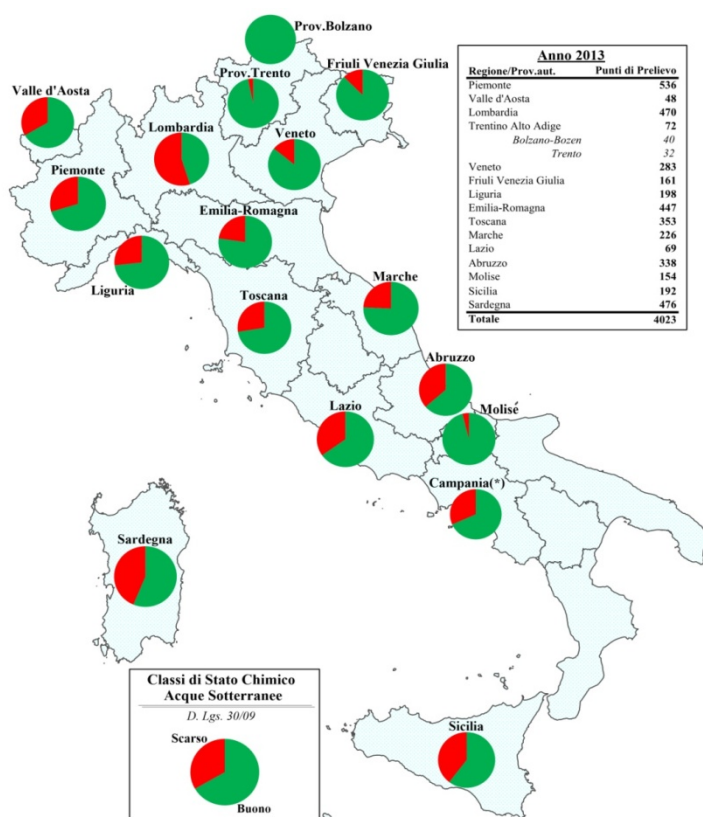 Prov.Bolzano
Prov.Trento
Friuli Venezia Giulia
Valle d'Aosta
Lombardia
Veneto
Piemonte
Emilia-Romagna
Liguria
Toscana
Marche
Abruzzo
Lazio
Molise
Campania(*)
Sardegna
Sicilia
Anno 2013
Regione/Prov.aut. Punti di Prelievo
Piemonte 536
Valle d'Aosta 48
Lombardia 470
Trentino Alto Adige 72
Bolzano-Bozen 40
Trento 32
Veneto 283
Friuli Venezia Giulia 161
Liguria 198
Emilia-Romagna 447
Toscana 353
Marche 226
Lazio 69
Abruzzo 338
Molise 154
Sicilia 192
Sardegna 476
Totale 4023
Classi di Stato Chimico
Acque Sotterranee
D. Lgs. 30/09
Scarso
Buono